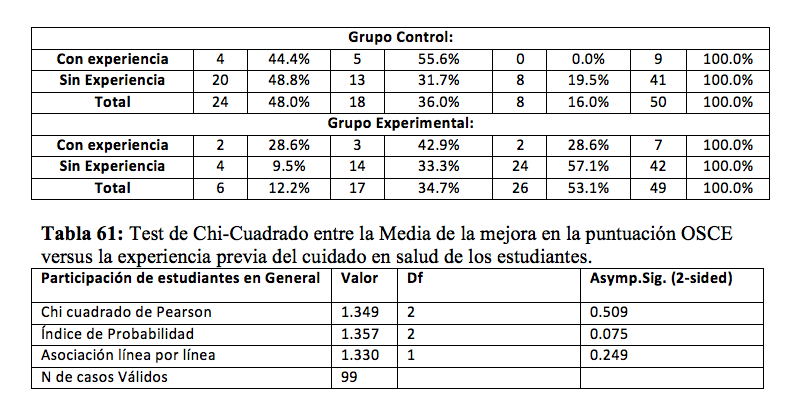 Grupo Control:
Con experiencia 4 44.4% 5 55.6% 0 0.0% 9 100.0%
Sin Experiencia 20 48.8% 13 31.7% 8 19.5% 41 100.0%
Total 24 48.0% 18 36.0% 8 16.0% 50 100.0%
Grupo Experimental:
Con experiencia 2 28.6% 3 42.9% 2 28.6% 7 100.0%
Sin Experiencia 4 9.5% 14 33.3% 24 57.1% 42 100.0%
Total 6 12.2% 17 34.7% 26 53.1% 49 100.0%
Tabla 61: Test de Chi-Cuadrado entre la Media de la mejora en la puntuación OSCE
versus la experiencia previa del cuidado en salud de los estudiantes.
Participación de estudiantes en General Valor Df Asymp.Sig. (2-sided)
Chi cuadrado de Pearson 1.349 2 0.509
Índice de Probabilidad 1.357 2 0.075
Asociación línea por línea 1.330 1 0.249
N de casos Válidos 99